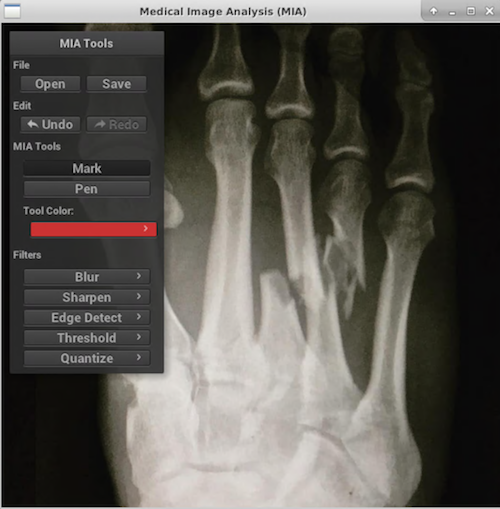 Medical Image Analysis (MIA)
MIA Tools
File
Open Save
Edit
Undo Redo
MIA Tools
Mark
Pen
Tool Color:
Filters
Blur
Sharpen
Edge Detect
Threshold
Quantize